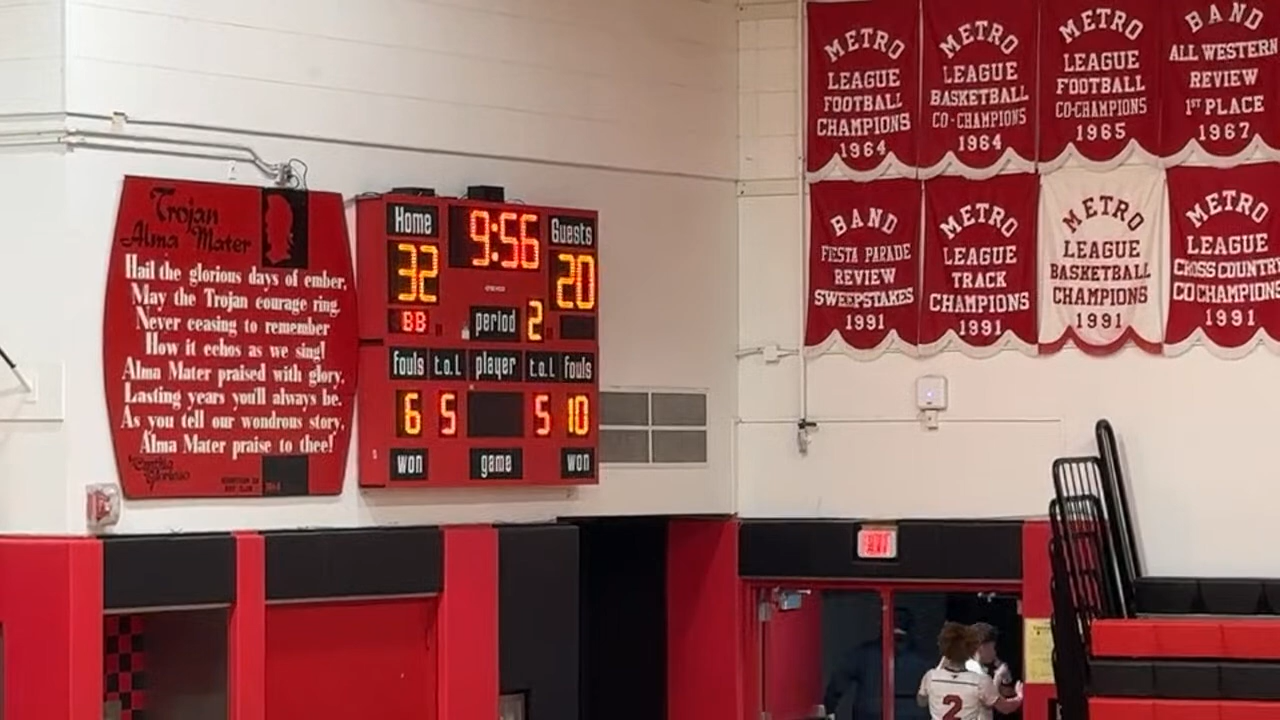 Trojan
Alma Mater
Hail the glorious days of ember,
May the Trojan courage ring,
Never ceasing to remember
How it echos as we sing!
Alma Mater praised with glory,
Lasting years you'll always be.
As you tell our wondrous story,
Alma Mater praise to thee!
Home
9:56
Guests
32
20
BB
period
2
fouls
t.o.l
player
t.o.l
fouls
6
5
5
10
won
game
won
METRO
LEAGUE
FOOTBALL
CHAMPIONS
1964
METRO
LEAGUE
BASKETBALL
CO-CHAMPIONS
1964
METRO
LEAGUE
FOOTBALL
CO-CHAMPIONS
1965
BAND
ALL WESTERN
REVIEW
1ST PLACE
1967
BAND
FIESTA PARADE
REVIEW
SWEEPSTAKES
1991
METRO
LEAGUE
TRACK
CHAMPIONS
1991
METRO
LEAGUE
BASKETBALL
CHAMPIONS
1991
METRO
LEAGUE
CROSS COUNTRY
CO CHAMPIONS
1991
EXIT
2